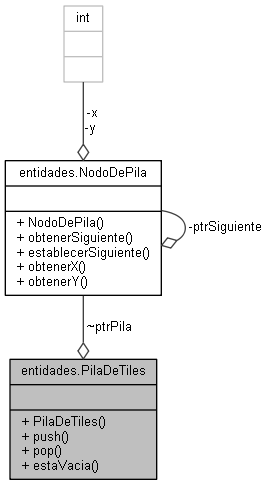 int
-x
-y
entidades.NodoDePila
+ NodoDePila()
+ obtenerSiguiente()
+ establecerSiguiente()
+ obtenerX()
+ obtenerY()
-ptrSiguiente
~ptrPila
entidades.PilaDeTiles
+ PilaDeTiles()
+ push()
+ pop()
+ estaVacia()